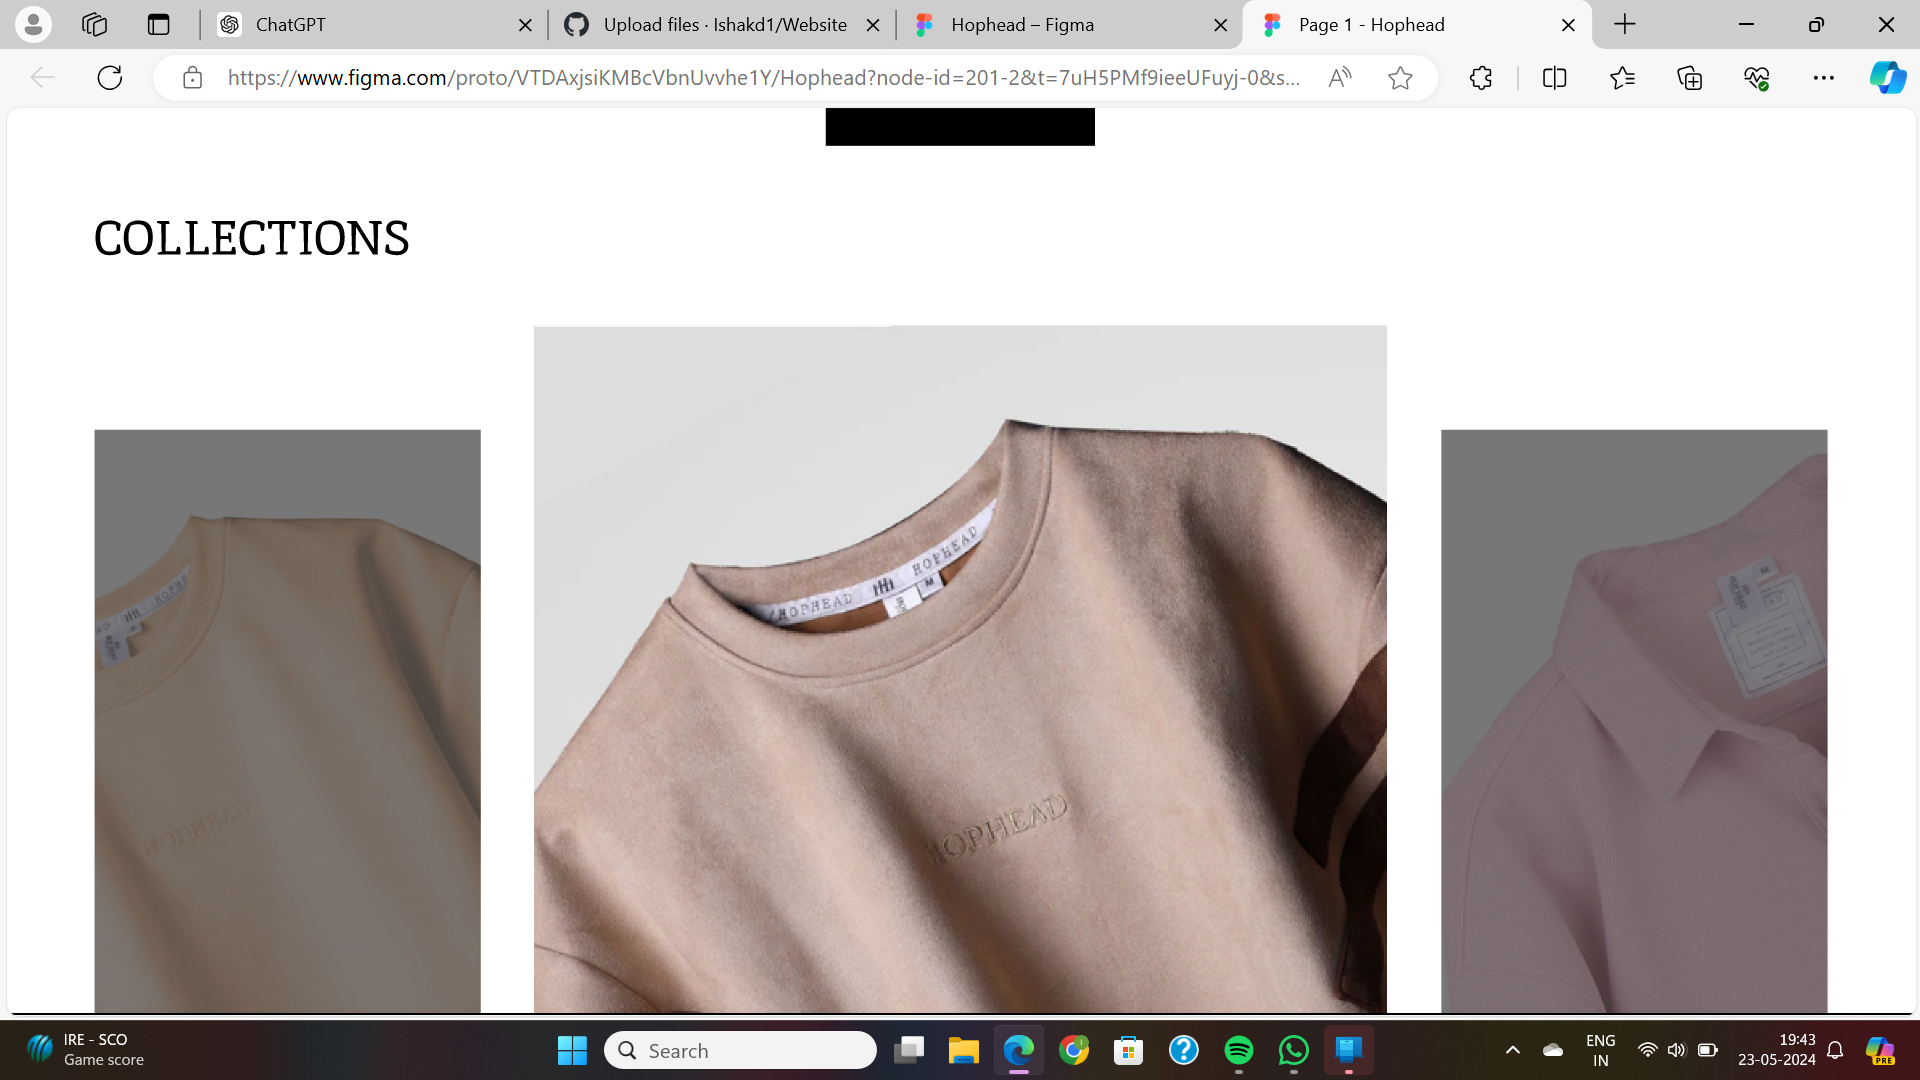 ChatGPT
Upload files · Ishakd1/Website
Hophead – Figma
Page 1 - Hophead
https://www.figma.com/proto/VTDAxjsiKMBcVbnUvvhe1Y/Hophead?node-id=201-2&t=7uH5PMf9ieeUFuyj-0&s...
COLLECTIONS
HOPHEAD
HOPHEAD
M
HOPHEAD
HOPHEAD
M
IRE - SCO
Game score
Search
ENG
IN
19:43
23-05-2024
PRE